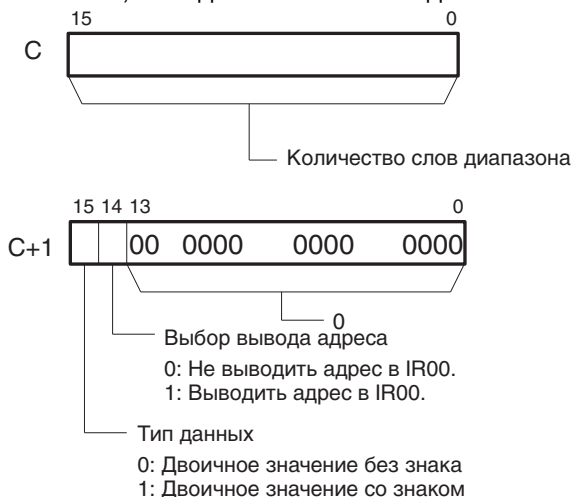 15 0
C
Количество слов диапазона
15 14 13 0
C+1 00 0000 0000 0000
0
Выбор вывода адреса
0: Не выводить адрес в IR00.
1: Выводить адрес в IR00.
Тип данных
0: Двоичное значение без знака
1: Двоичное значение со знаком